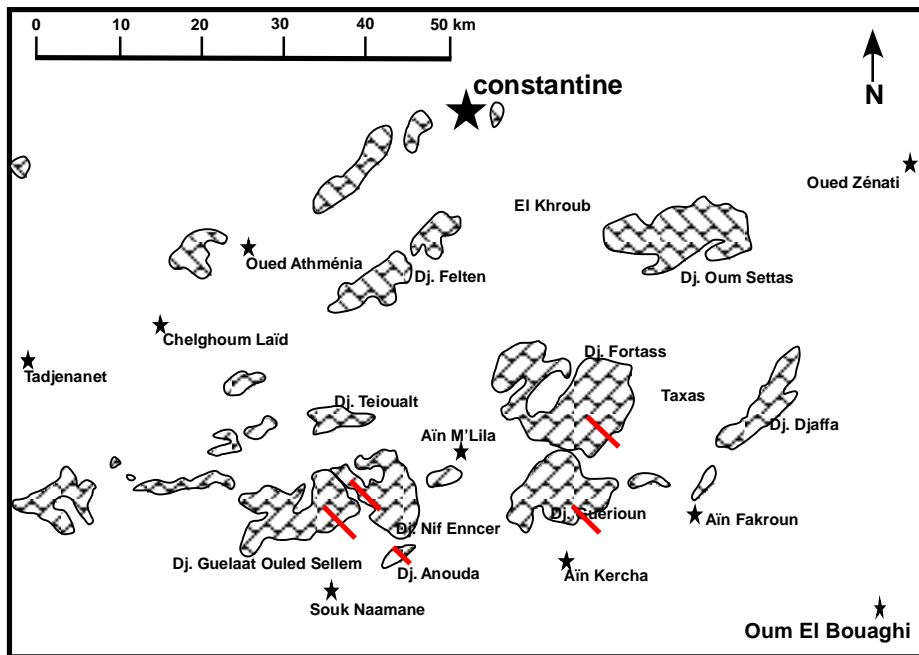 0 10 20 30 40 50 km
constantine
N
Oued Zénati
El Khroub
Oued Athménia
Dj. Felten
Dj. Oum Settas
Chelghoum Laïd
Tadjenanet
Dj. Fortass
Taxas
Dj. Teioualt
Dj. Djaffa
Aïn M'Lila
Dj. Guerioun
Aïn Fakroun
Dj. Nif Enncer
Dj. Guelaat Ouled Sellem
Dj. Anouda
Aïn Kercha
Souk Naamane
Oum El Bouaghi